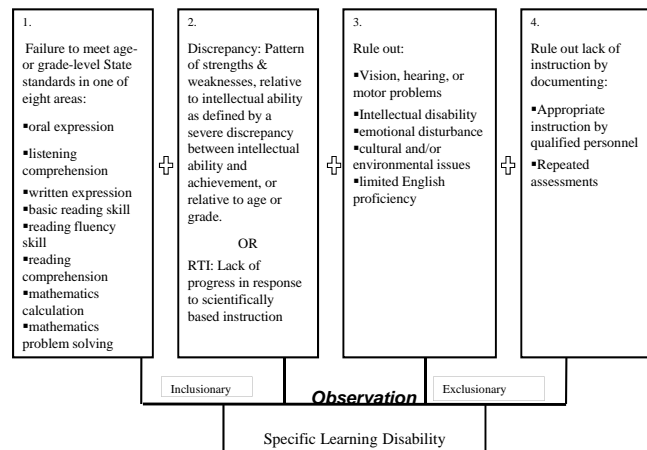 1.
Failure to meet age-
or grade-level State
standards in one of
eight areas:
▪oral expression
▪listening
comprehension
▪written expression
▪basic reading skill
▪reading fluency
skill
▪reading
comprehension
▪mathematics
calculation
▪mathematics
problem solving
2.
Discrepancy: Pattern
of strengths &
weaknesses, relative
to intellectual ability
as defined by a
severe discrepancy
between intellectual
ability and
achievement, or
relative to age or
grade.
OR
RTI: Lack of
progress in response
to scientifically
based instruction
3.
Rule out:
▪Vision, hearing, or
motor problems
▪Intellectual disability
▪emotional disturbance
▪cultural and/or
environmental issues
▪limited English
proficiency
4.
Rule out lack of
instruction by
documenting:
▪Appropriate
instruction by
qualified personnel
▪Repeated
assessments
Inclusionary
Observation
Exclusionary
Specific Learning Disability